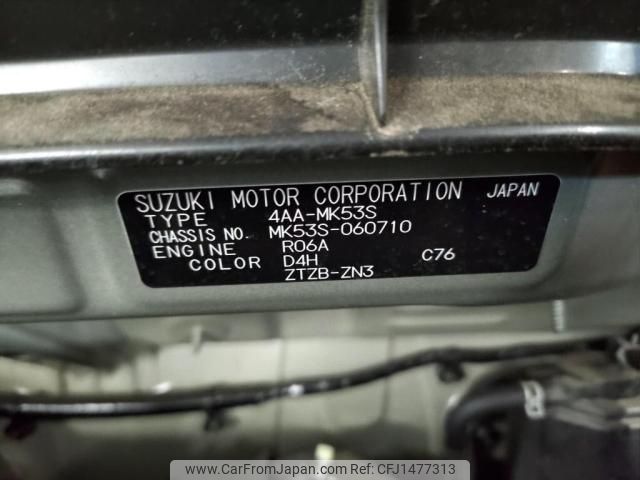 SUZUKI MOTOR CORPORATION JAPAN
TYPE 4AA-MK53S
CHASSIS NO. MK53S-060710
ENGINE R06A
COLOR D4H C76
ZTZB-ZN3
www.CarFromJapan.com | CFJ1477313